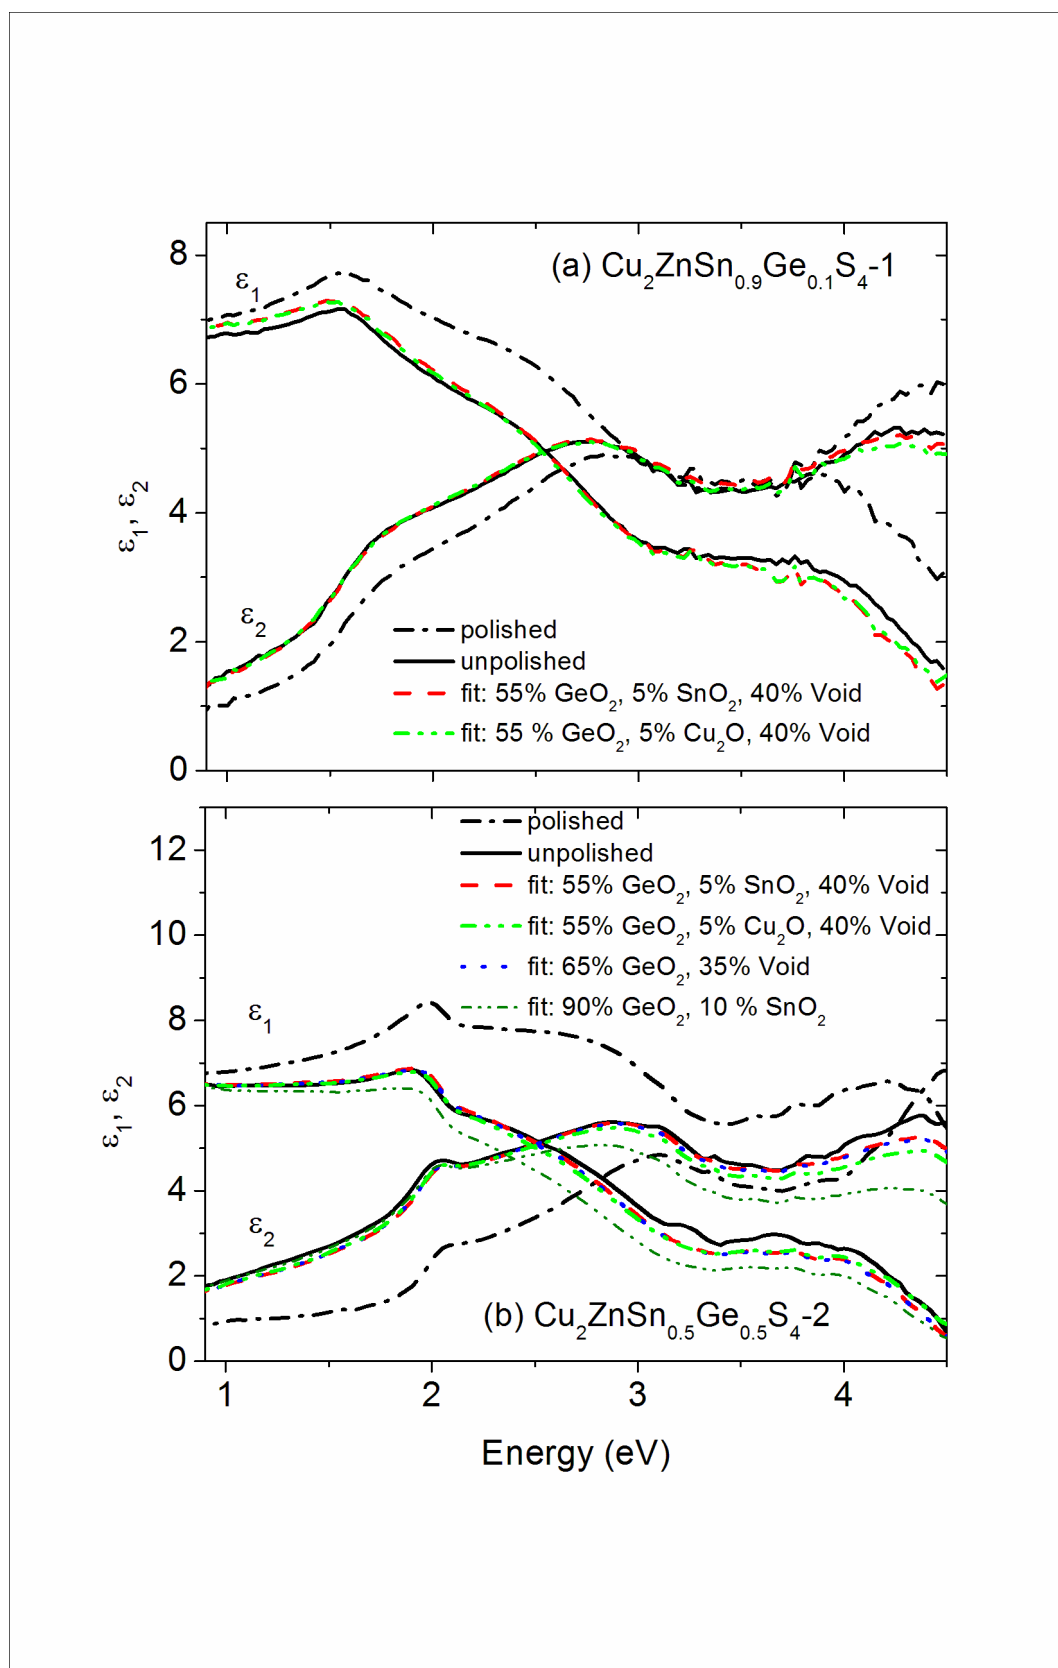 8
(a) Cu₂ZnSn₀.₉Ge₀.₁S₄-1
ε₁
6
ε₁, ε₂
4
2
ε₂
polished
unpolished
fit: 55% GeO₂, 5% SnO₂, 40% Void
fit: 55 % GeO₂, 5% Cu₂O, 40% Void
0
polished
12
unpolished
fit: 55% GeO₂, 5% SnO₂, 40% Void
10
fit: 55% GeO₂, 5% Cu₂O, 40% Void
fit: 65% GeO₂, 35% Void
8
ε₁
fit: 90% GeO₂, 10 % SnO₂
ε₁, ε₂
6
4
ε₂
2
(b) Cu₂ZnSn₀.₅Ge₀.₅S₄-2
0
1 2 3 4
Energy (eV)